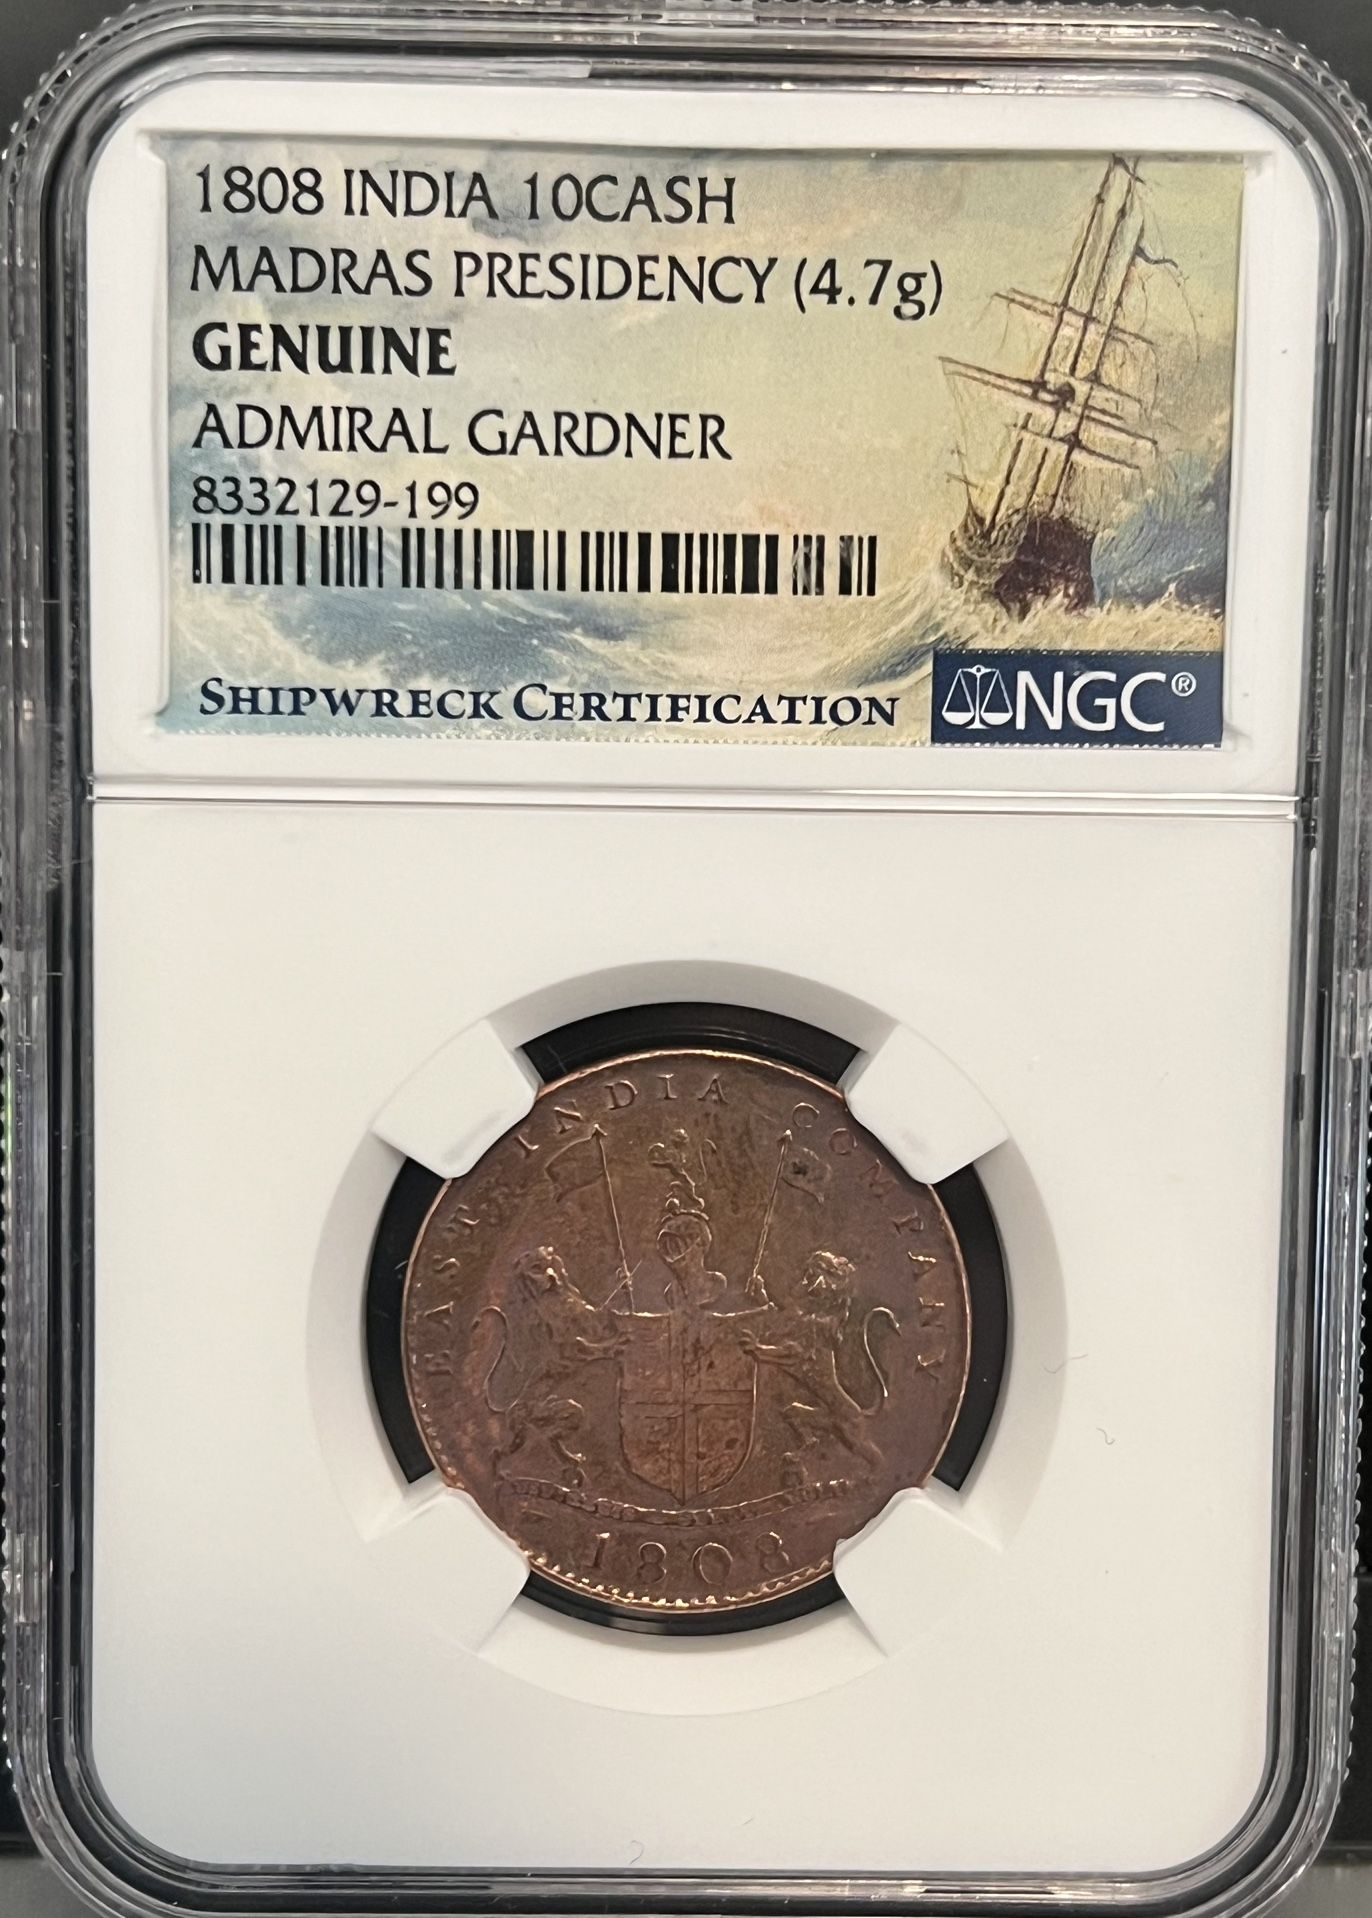 1808 INDIA 10CASH
MADRAS PRESIDENCY (4.7g)
GENUINE
ADMIRAL GARDNER
8332129-199
SHIPWRECK CERTIFICATION
NGC®
EAST INDIA COMPANY
1808